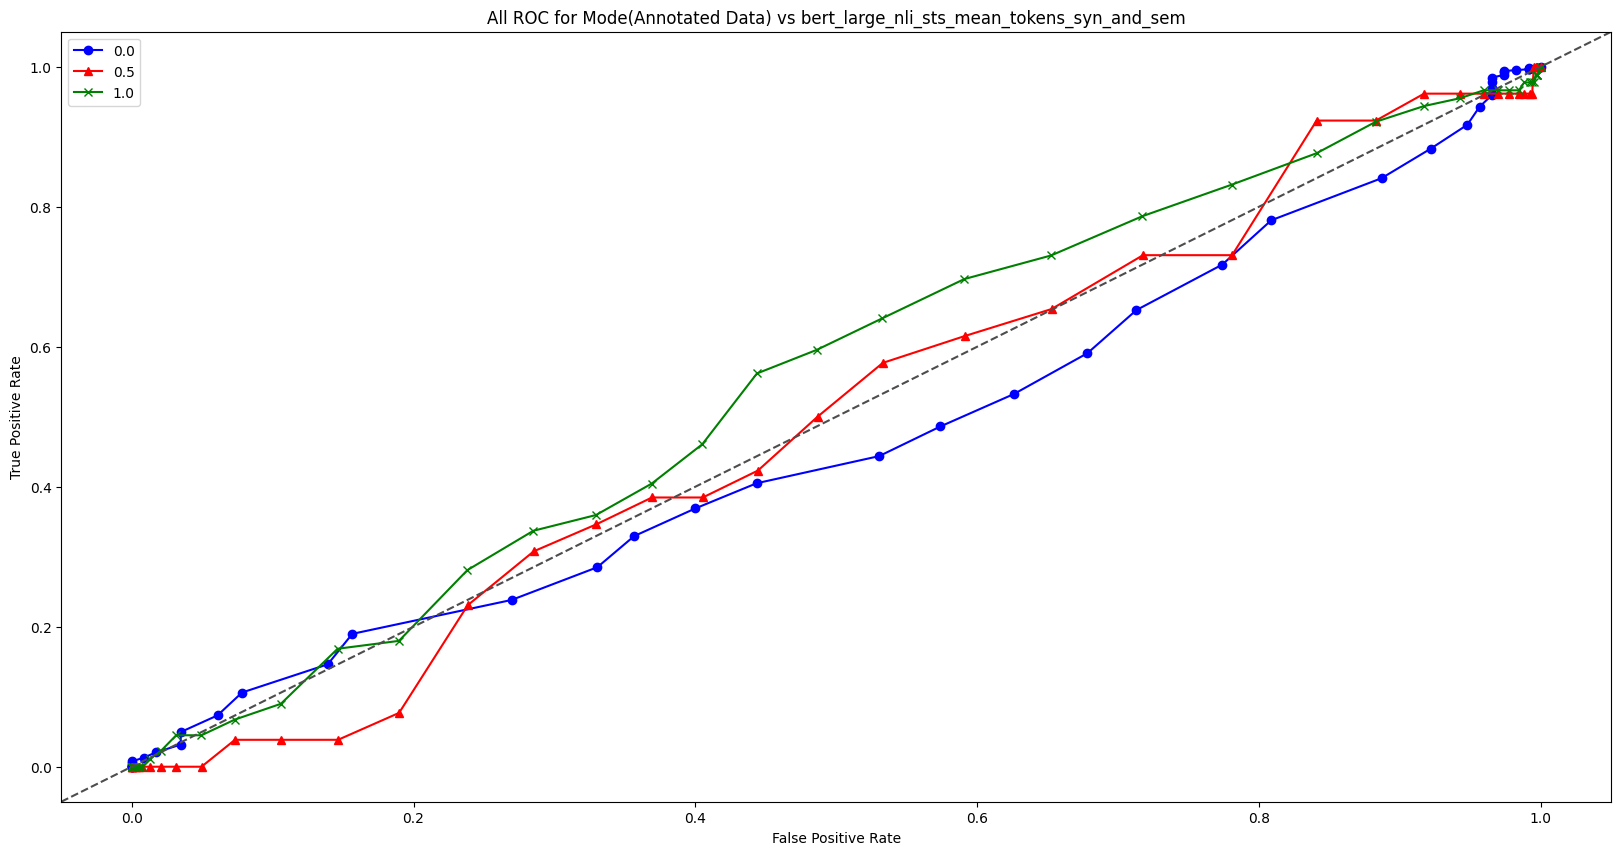 All ROC for Mode(Annotated Data) vs bert_large_nli_sts_mean_tokens_syn_and_sem
0.0
0.5
1.0
1.0
0.8
0.6
0.4
0.2
0.0
True Positive Rate
0.0 0.2 0.4 0.6 0.8 1.0
False Positive Rate